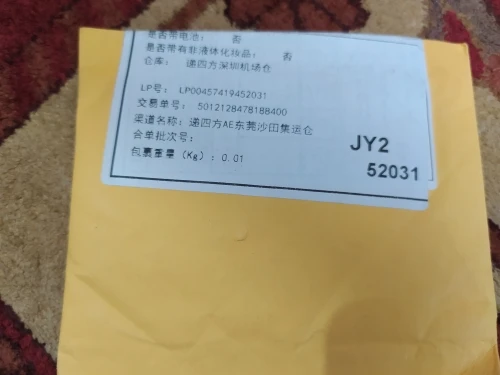 是否带电池： 否
是否带有非液体化妆品： 否
仓库： 递四方深圳机场仓
LP号： LP00457419452031
交易单号： 5012128478188400
渠道名称：递四方AE东莞沙田集运仓
合单批次号：
包裹重量（Kg）：0.01
JY2
52031